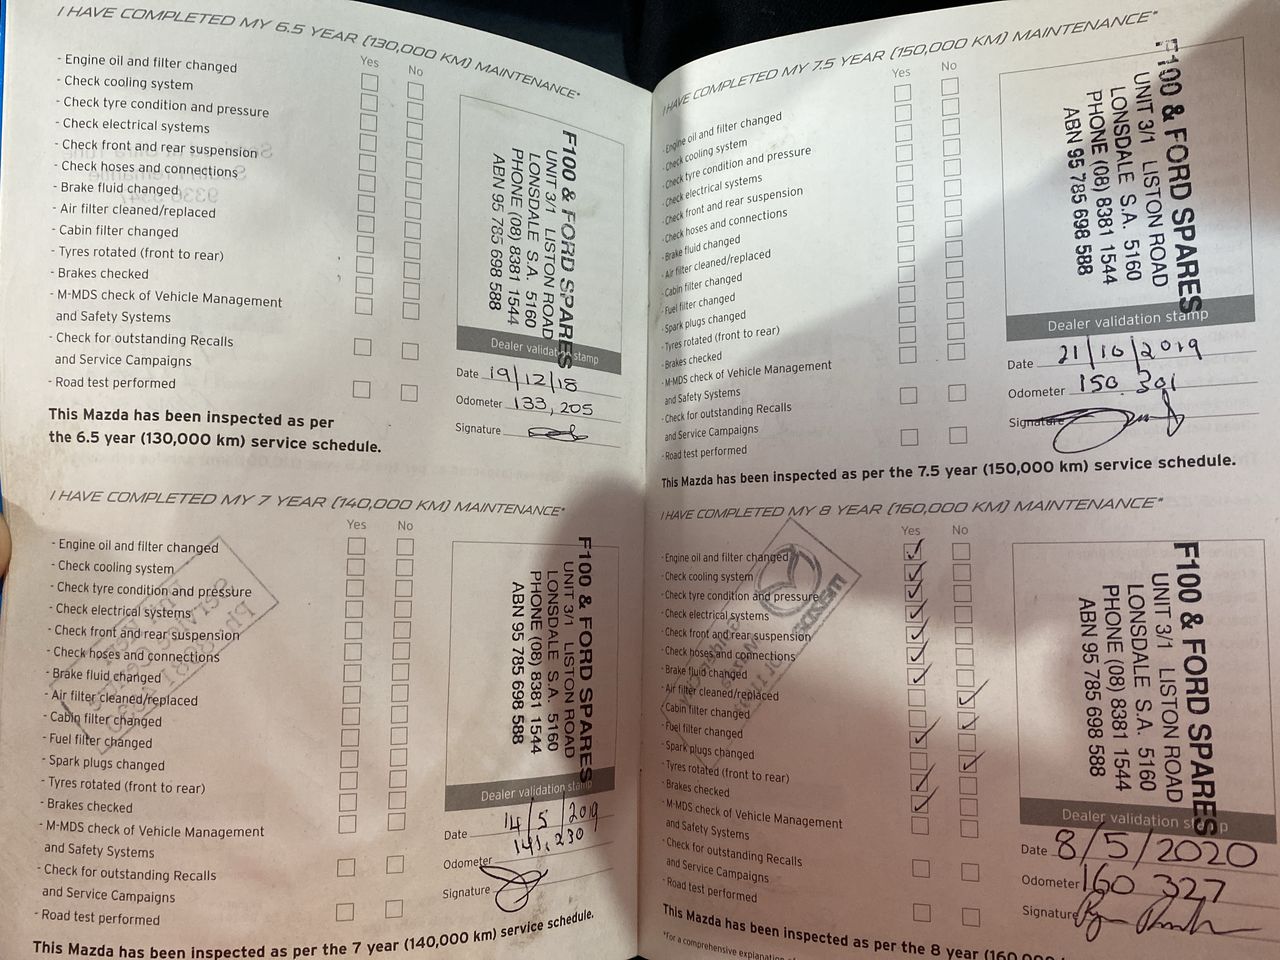 I HAVE COMPLETED MY 6.5 YEAR (130,000 KM) MAINTENANCE*
Yes No
- Engine oil and filter changed
- Check cooling system
- Check tyre condition and pressure
- Check electrical systems
- Check front and rear suspension
- Check hoses and connections
- Brake fluid changed
- Air filter cleaned/replaced
- Cabin filter changed
- Tyres rotated (front to rear)
- Brakes checked
- M-MDS check of Vehicle Management
and Safety Systems
- Check for outstanding Recalls
and Service Campaigns
- Road test performed
F100 & FORD SPARES
UNIT 3/1 LISTON ROAD
LONSDALE S.A. 5160
PHONE (08) 8381 1544
ABN 95 785 698 588
Dealer validation stamp
Date 19/12/18
Odometer 133,205
Signature
This Mazda has been inspected as per
the 6.5 year (130,000 km) service schedule.
I HAVE COMPLETED MY 7 YEAR (140,000 KM) MAINTENANCE*
Yes No
- Engine oil and filter changed
- Check cooling system
- Check tyre condition and pressure
- Check electrical systems
- Check front and rear suspension
- Check hoses and connections
- Brake fluid changed
- Air filter cleaned/replaced
- Cabin filter changed
- Fuel filter changed
- Spark plugs changed
- Tyres rotated (front to rear)
- Brakes checked
- M-MDS check of Vehicle Management
and Safety Systems
- Check for outstanding Recalls
and Service Campaigns
- Road test performed
F100 & FORD SPARES
UNIT 3/1 LISTON ROAD
LONSDALE S.A. 5160
PHONE (08) 8381 1544
ABN 95 785 698 588
Dealer validation stamp
Date 14/5/2019
Odometer 141,230
Signature
This Mazda has been inspected as per the 7 year (140,000 km) service schedule.
I HAVE COMPLETED MY 7.5 YEAR (150,000 KM) MAINTENANCE*
Yes No
- Engine oil and filter changed
- Check cooling system
- Check tyre condition and pressure
- Check electrical systems
- Check front and rear suspension
- Check hoses and connections
- Brake fluid changed
- Air filter cleaned/replaced
- Cabin filter changed
- Fuel filter changed
- Spark plugs changed
- Tyres rotated (front to rear)
- Brakes checked
- M-MDS check of Vehicle Management
and Safety Systems
- Check for outstanding Recalls
and Service Campaigns
- Road test performed
F100 & FORD SPARES
UNIT 3/1 LISTON ROAD
LONSDALE S.A. 5160
PHONE (08) 8381 1544
ABN 95 785 698 588
Dealer validation stamp
Date 21/10/2019
Odometer 150 301
Signature
This Mazda has been inspected as per the 7.5 year (150,000 km) service schedule.
I HAVE COMPLETED MY 8 YEAR (160,000 KM) MAINTENANCE*
Yes No
- Engine oil and filter changed
- Check cooling system
- Check tyre condition and pressure
- Check electrical systems
- Check front and rear suspension
- Check hoses and connections
- Brake fluid changed
- Air filter cleaned/replaced
- Cabin filter changed
- Fuel filter changed
- Spark plugs changed
- Tyres rotated (front to rear)
- Brakes checked
- M-MDS check of Vehicle Management
and Safety Systems
- Check for outstanding Recalls
and Service Campaigns
- Road test performed
F100 & FORD SPARES
UNIT 3/1 LISTON ROAD
LONSDALE S.A. 5160
PHONE (08) 8381 1544
ABN 95 785 698 588
Dealer validation stamp
Date 8/5/2020
Odometer 160 327
Signature
This Mazda has been inspected as per the 8 year (160,000 km
*For a comprehensive explanation of